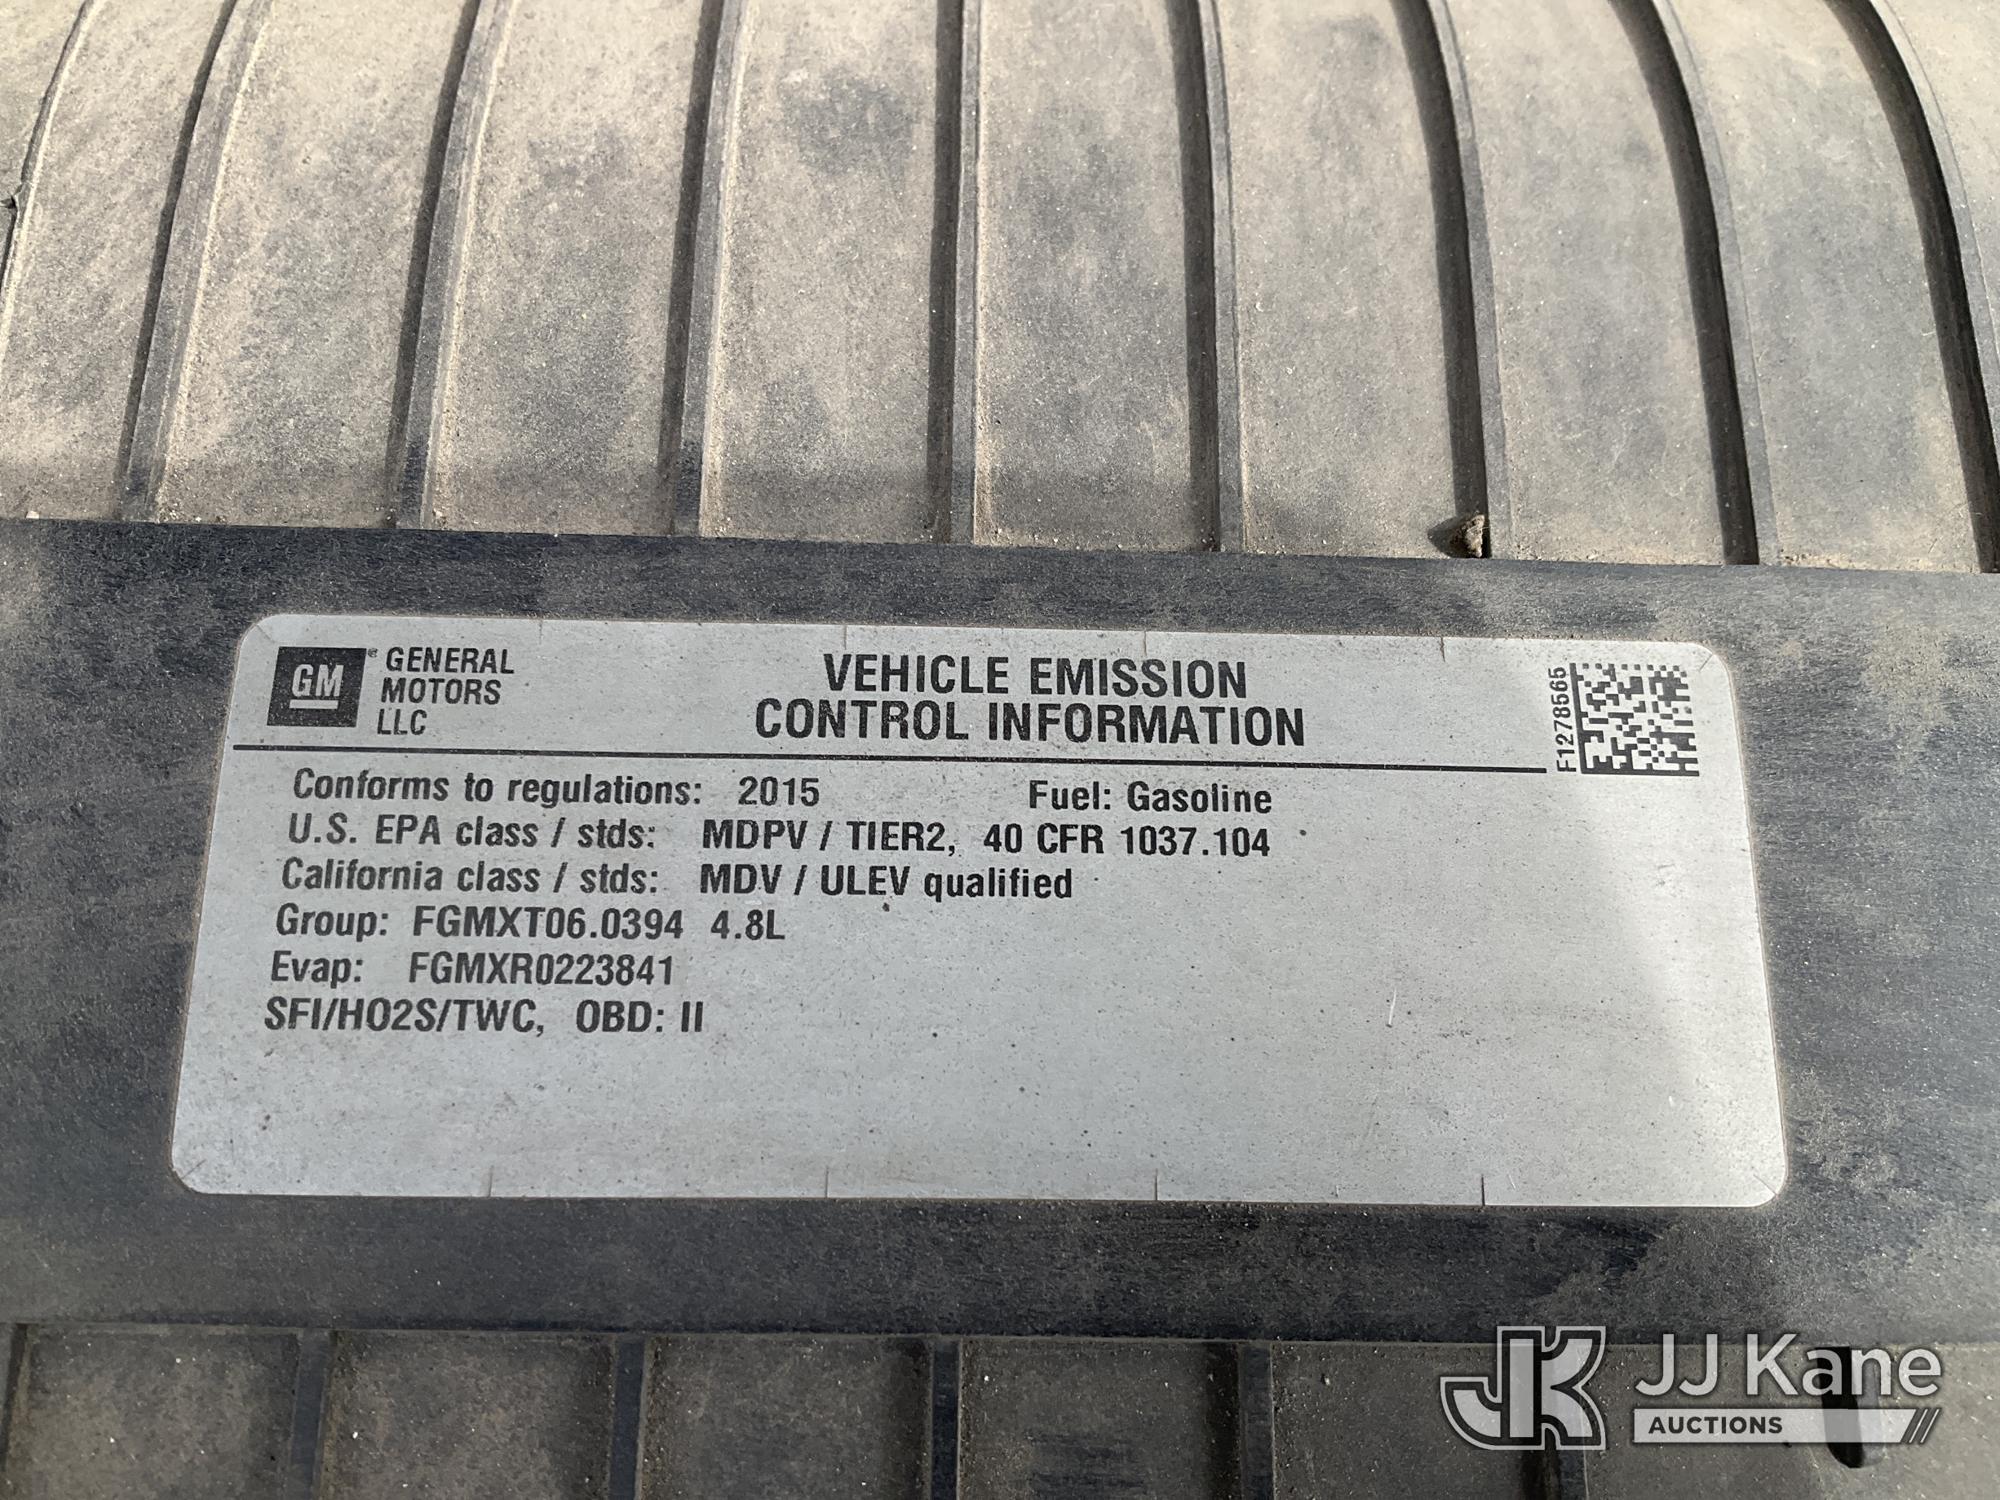 GM ® GENERAL
MOTORS
LLC
VEHICLE EMISSION
CONTROL INFORMATION
F1278565
Conforms to regulations: 2015 Fuel: Gasoline
U.S. EPA class / stds: MDPV / TIER2, 40 CFR 1037.104
California class / stds: MDV / ULEV qualified
Group: FGMXT06.0394 4.8L
Evap: FGMXR0223841
SFI/HO2S/TWC, OBD: II
JK JJ Kane
AUCTIONS